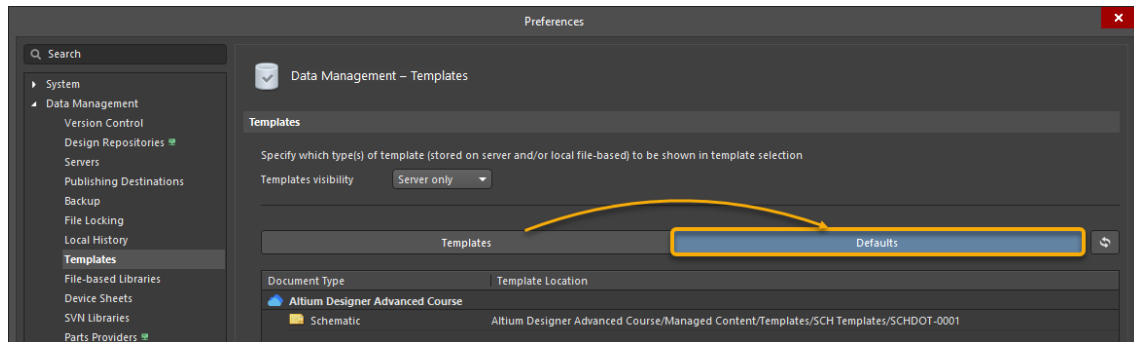 Preferences
Search
System
Data Management
Version Control
Design Repositories
Servers
Publishing Destinations
Backup
File Locking
Local History
Templates
File-based Libraries
Device Sheets
SVN Libraries
Parts Providers
Data Management – Templates
Templates
Specify which type(s) of template (stored on server and/or local file-based) to be shown in template selection
Templates visibility Server only
Templates Defaults
Document Type Template Location
Altium Designer Advanced Course
Schematic Altium Designer Advanced Course/Managed Content/Templates/SCH Templates/SCHDOT-0001